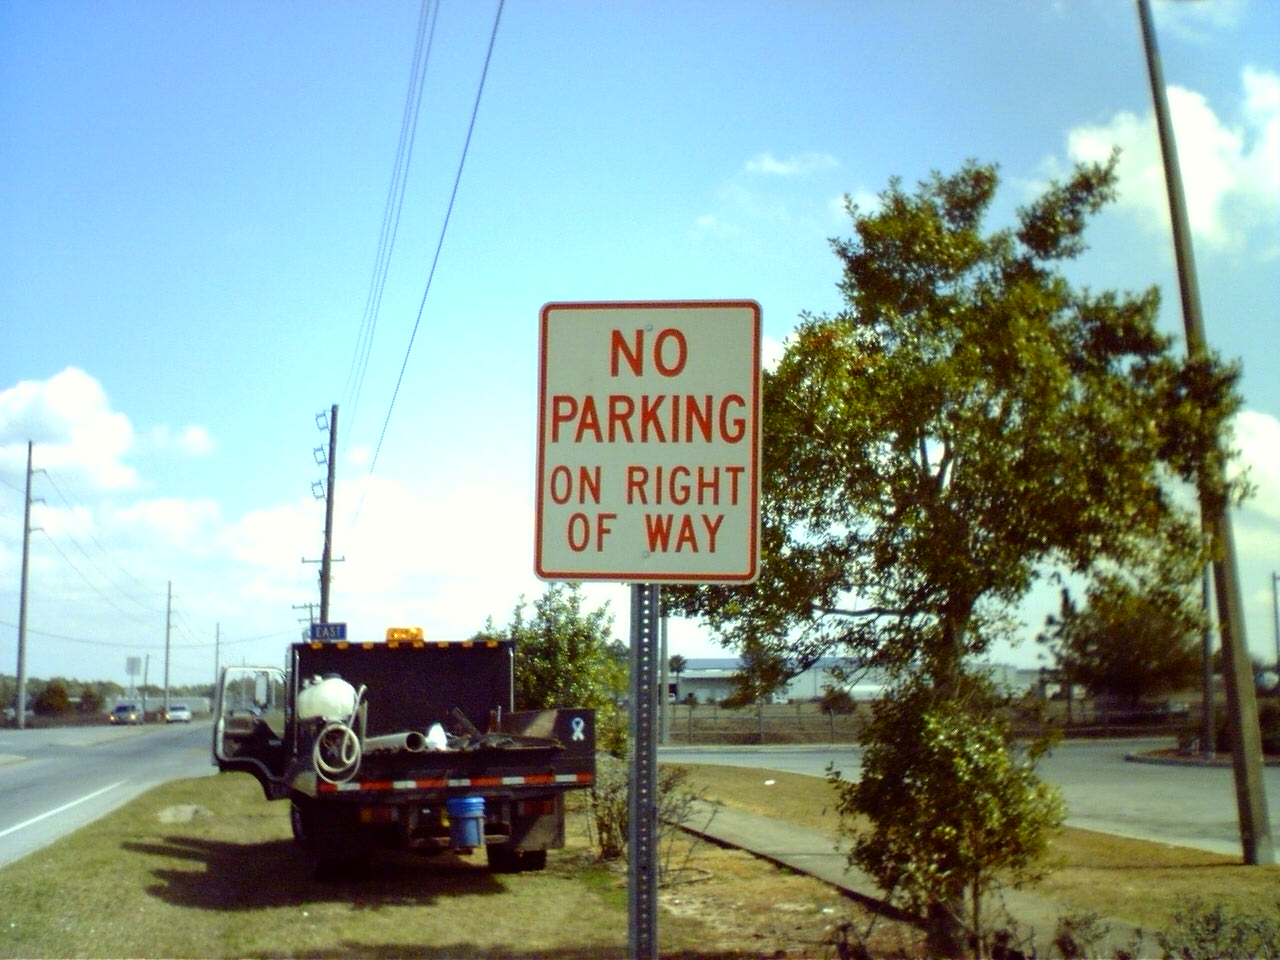 NO
PARKING
ON RIGHT
OF WAY
EAST